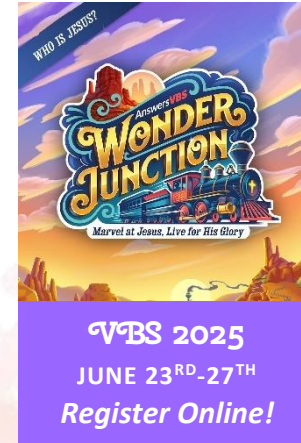 WHO IS JESUS?
AnswersVBS
WONDER
JUNCTION
Marvel at Jesus, Live for His Glory
VBS 2025
JUNE 23RD-27TH
Register Online!